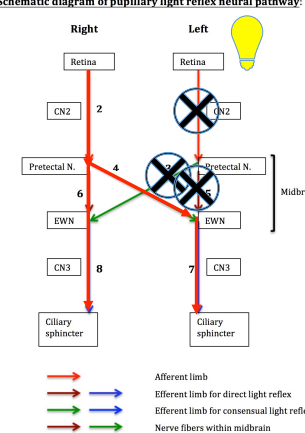 Schematic diagram of pupillary light reflex neural pathway:
Right Left
Retina Retina
CN2 2 CN2
Pretectal N. 4 3 Pretectal N.
6 5 Midbr
EWN EWN
CN3 8 7 CN3
Ciliary Ciliary
sphincter sphincter
Afferent limb
Efferent limb for direct light reflex
Efferent limb for consensual light refle
Nerve fibers within midbrain